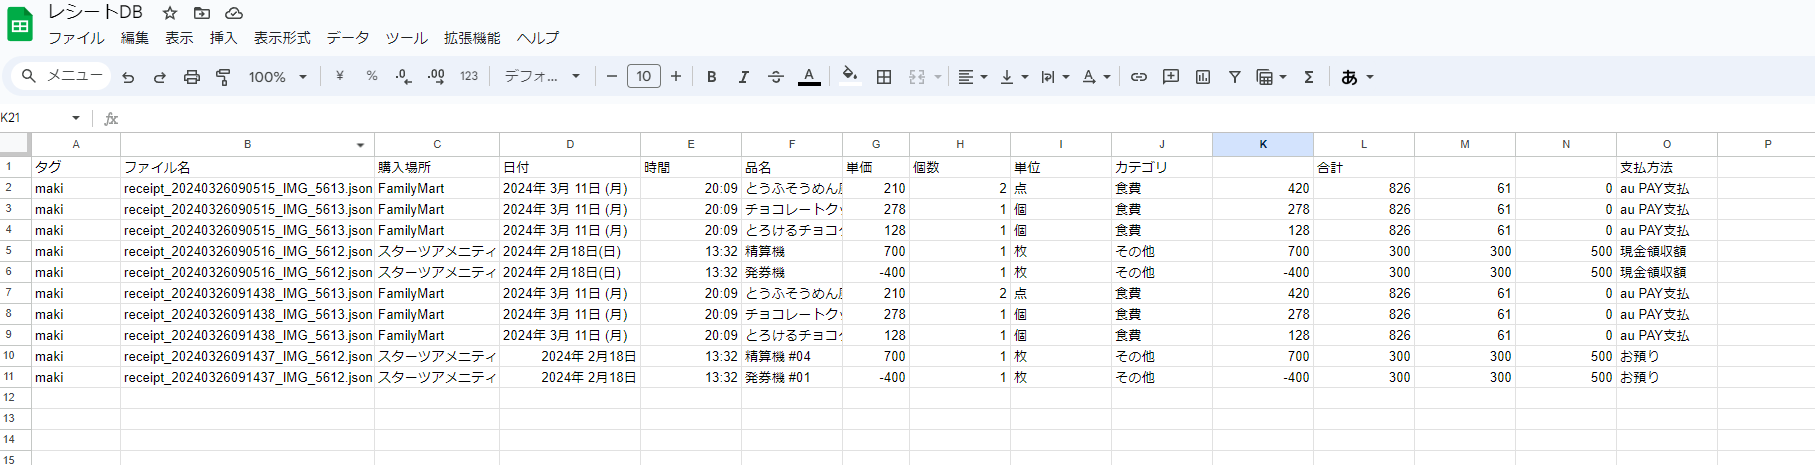 レシートDB
ファイル 編集 表示 挿入 表示形式 データ ツール 拡張機能 ヘルプ
メニュー 100% ¥ % .0 .00 123 デフォ... 10 B I S A あ
K21 fx
A B C D E F G H I J K L M N O P
1 タグ ファイル名 購入場所 日付 時間 品名 単価 個数 単位 カテゴリ 合計 支払方法
2 maki receipt_20240326090515_IMG_5613.json FamilyMart 2024年 3月 11日 (月) 20:09 とうふそうめん 210 2 点 食費 420 826 61 0 au PAY支払
3 maki receipt_20240326090515_IMG_5613.json FamilyMart 2024年 3月 11日 (月) 20:09 チョコレートク 278 1 個 食費 278 826 61 0 au PAY支払
4 maki receipt_20240326090515_IMG_5613.json FamilyMart 2024年 3月 11日 (月) 20:09 とろけるチョコ 128 1 個 食費 128 826 61 0 au PAY支払
5 maki receipt_20240326090516_IMG_5612.json スターツアメニティ 2024年 2月18日(日) 13:32 精算機 700 1 枚 その他 700 300 300 500 現金領収額
6 maki receipt_20240326090516_IMG_5612.json スターツアメニティ 2024年 2月18日(日) 13:32 発券機 -400 1 枚 その他 -400 300 300 500 現金領収額
7 maki receipt_20240326091438_IMG_5613.json FamilyMart 2024年 3月 11日 (月) 20:09 とうふそうめん 210 2 点 食費 420 826 61 0 au PAY支払
8 maki receipt_20240326091438_IMG_5613.json FamilyMart 2024年 3月 11日 (月) 20:09 チョコレートク 278 1 個 食費 278 826 61 0 au PAY支払
9 maki receipt_20240326091438_IMG_5613.json FamilyMart 2024年 3月 11日 (月) 20:09 とろけるチョコ 128 1 個 食費 128 826 61 0 au PAY支払
10 maki receipt_20240326091437_IMG_5612.json スターツアメニティ 2024年 2月18日 13:32 精算機 #04 700 1 枚 その他 700 300 300 500 お預り
11 maki receipt_20240326091437_IMG_5612.json スターツアメニティ 2024年 2月18日 13:32 発券機 #01 -400 1 枚 その他 -400 300 300 500 お預り
12
13
14
15